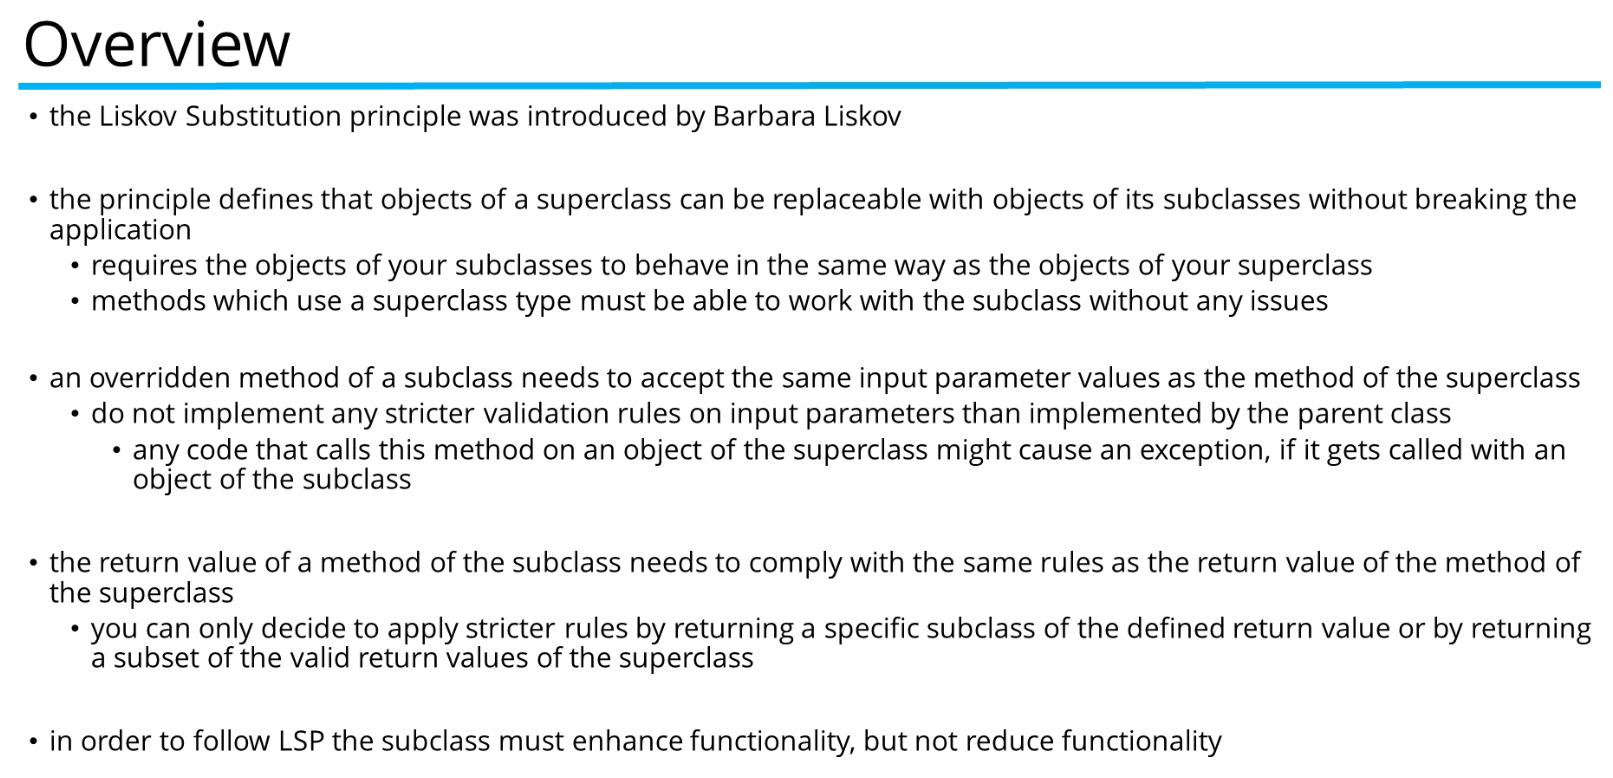 Overview
• the Liskov Substitution principle was introduced by Barbara Liskov
• the principle defines that objects of a superclass can be replaceable with objects of its subclasses without breaking the
application
• requires the objects of your subclasses to behave in the same way as the objects of your superclass
• methods which use a superclass type must be able to work with the subclass without any issues
• an overridden method of a subclass needs to accept the same input parameter values as the method of the superclass
• do not implement any stricter validation rules on input parameters than implemented by the parent class
• any code that calls this method on an object of the superclass might cause an exception, if it gets called with an
object of the subclass
• the return value of a method of the subclass needs to comply with the same rules as the return value of the method of
the superclass
• you can only decide to apply stricter rules by returning a specific subclass of the defined return value or by returning
a subset of the valid return values of the superclass
• in order to follow LSP the subclass must enhance functionality, but not reduce functionality